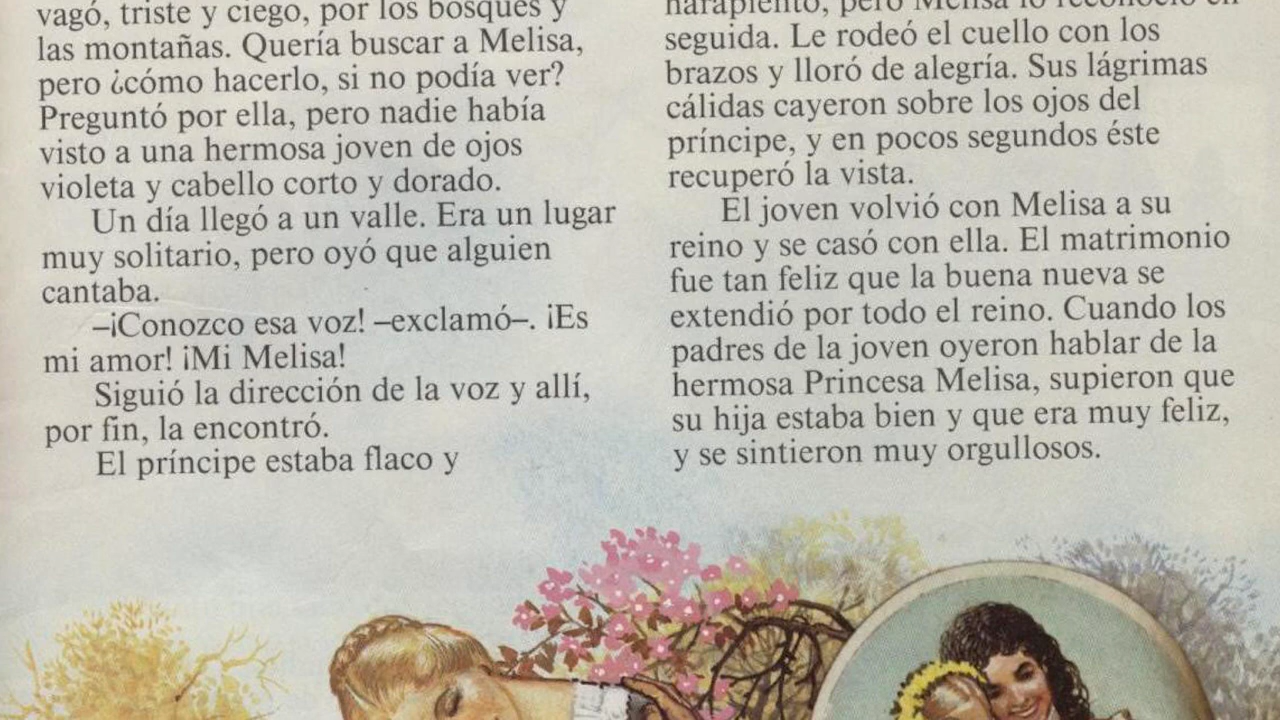 vagó, triste y ciego, por los bosques y
las montañas. Quería buscar a Melisa,
pero ¿cómo hacerlo, si no podía ver?
Preguntó por ella, pero nadie había
visto a una hermosa joven de ojos
violeta y cabello corto y dorado.
Un día llegó a un valle. Era un lugar
muy solitario, pero oyó que alguien
cantaba.
–¡Conozco esa voz! –exclamó–. ¡Es
mi amor! ¡Mi Melisa!
Siguió la dirección de la voz y allí,
por fin, la encontró.
El príncipe estaba flaco y
harapiento, pero Melisa lo reconoció en
seguida. Le rodeó el cuello con los
brazos y lloró de alegría. Sus lágrimas
cálidas cayeron sobre los ojos del
príncipe, y en pocos segundos éste
recuperó la vista.
El joven volvió con Melisa a su
reino y se casó con ella. El matrimonio
fue tan feliz que la buena nueva se
extendió por todo el reino. Cuando los
padres de la joven oyeron hablar de la
hermosa Princesa Melisa, supieron que
su hija estaba bien y que era muy feliz,
y se sintieron muy orgullosos.